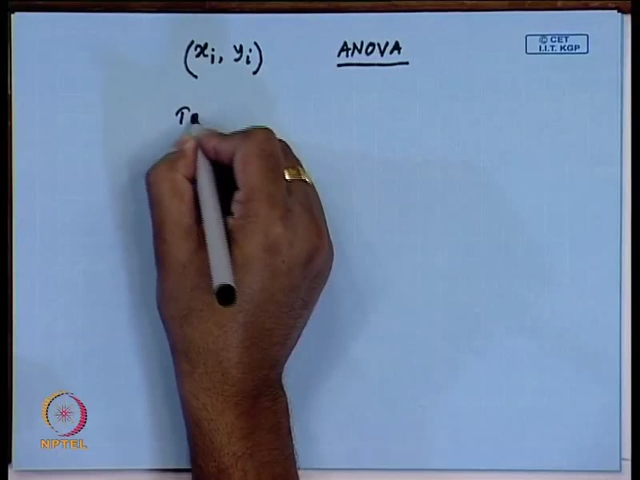 (xᵢ, yᵢ) ANOVA
© CET
I.I.T. KGP
NPTEL